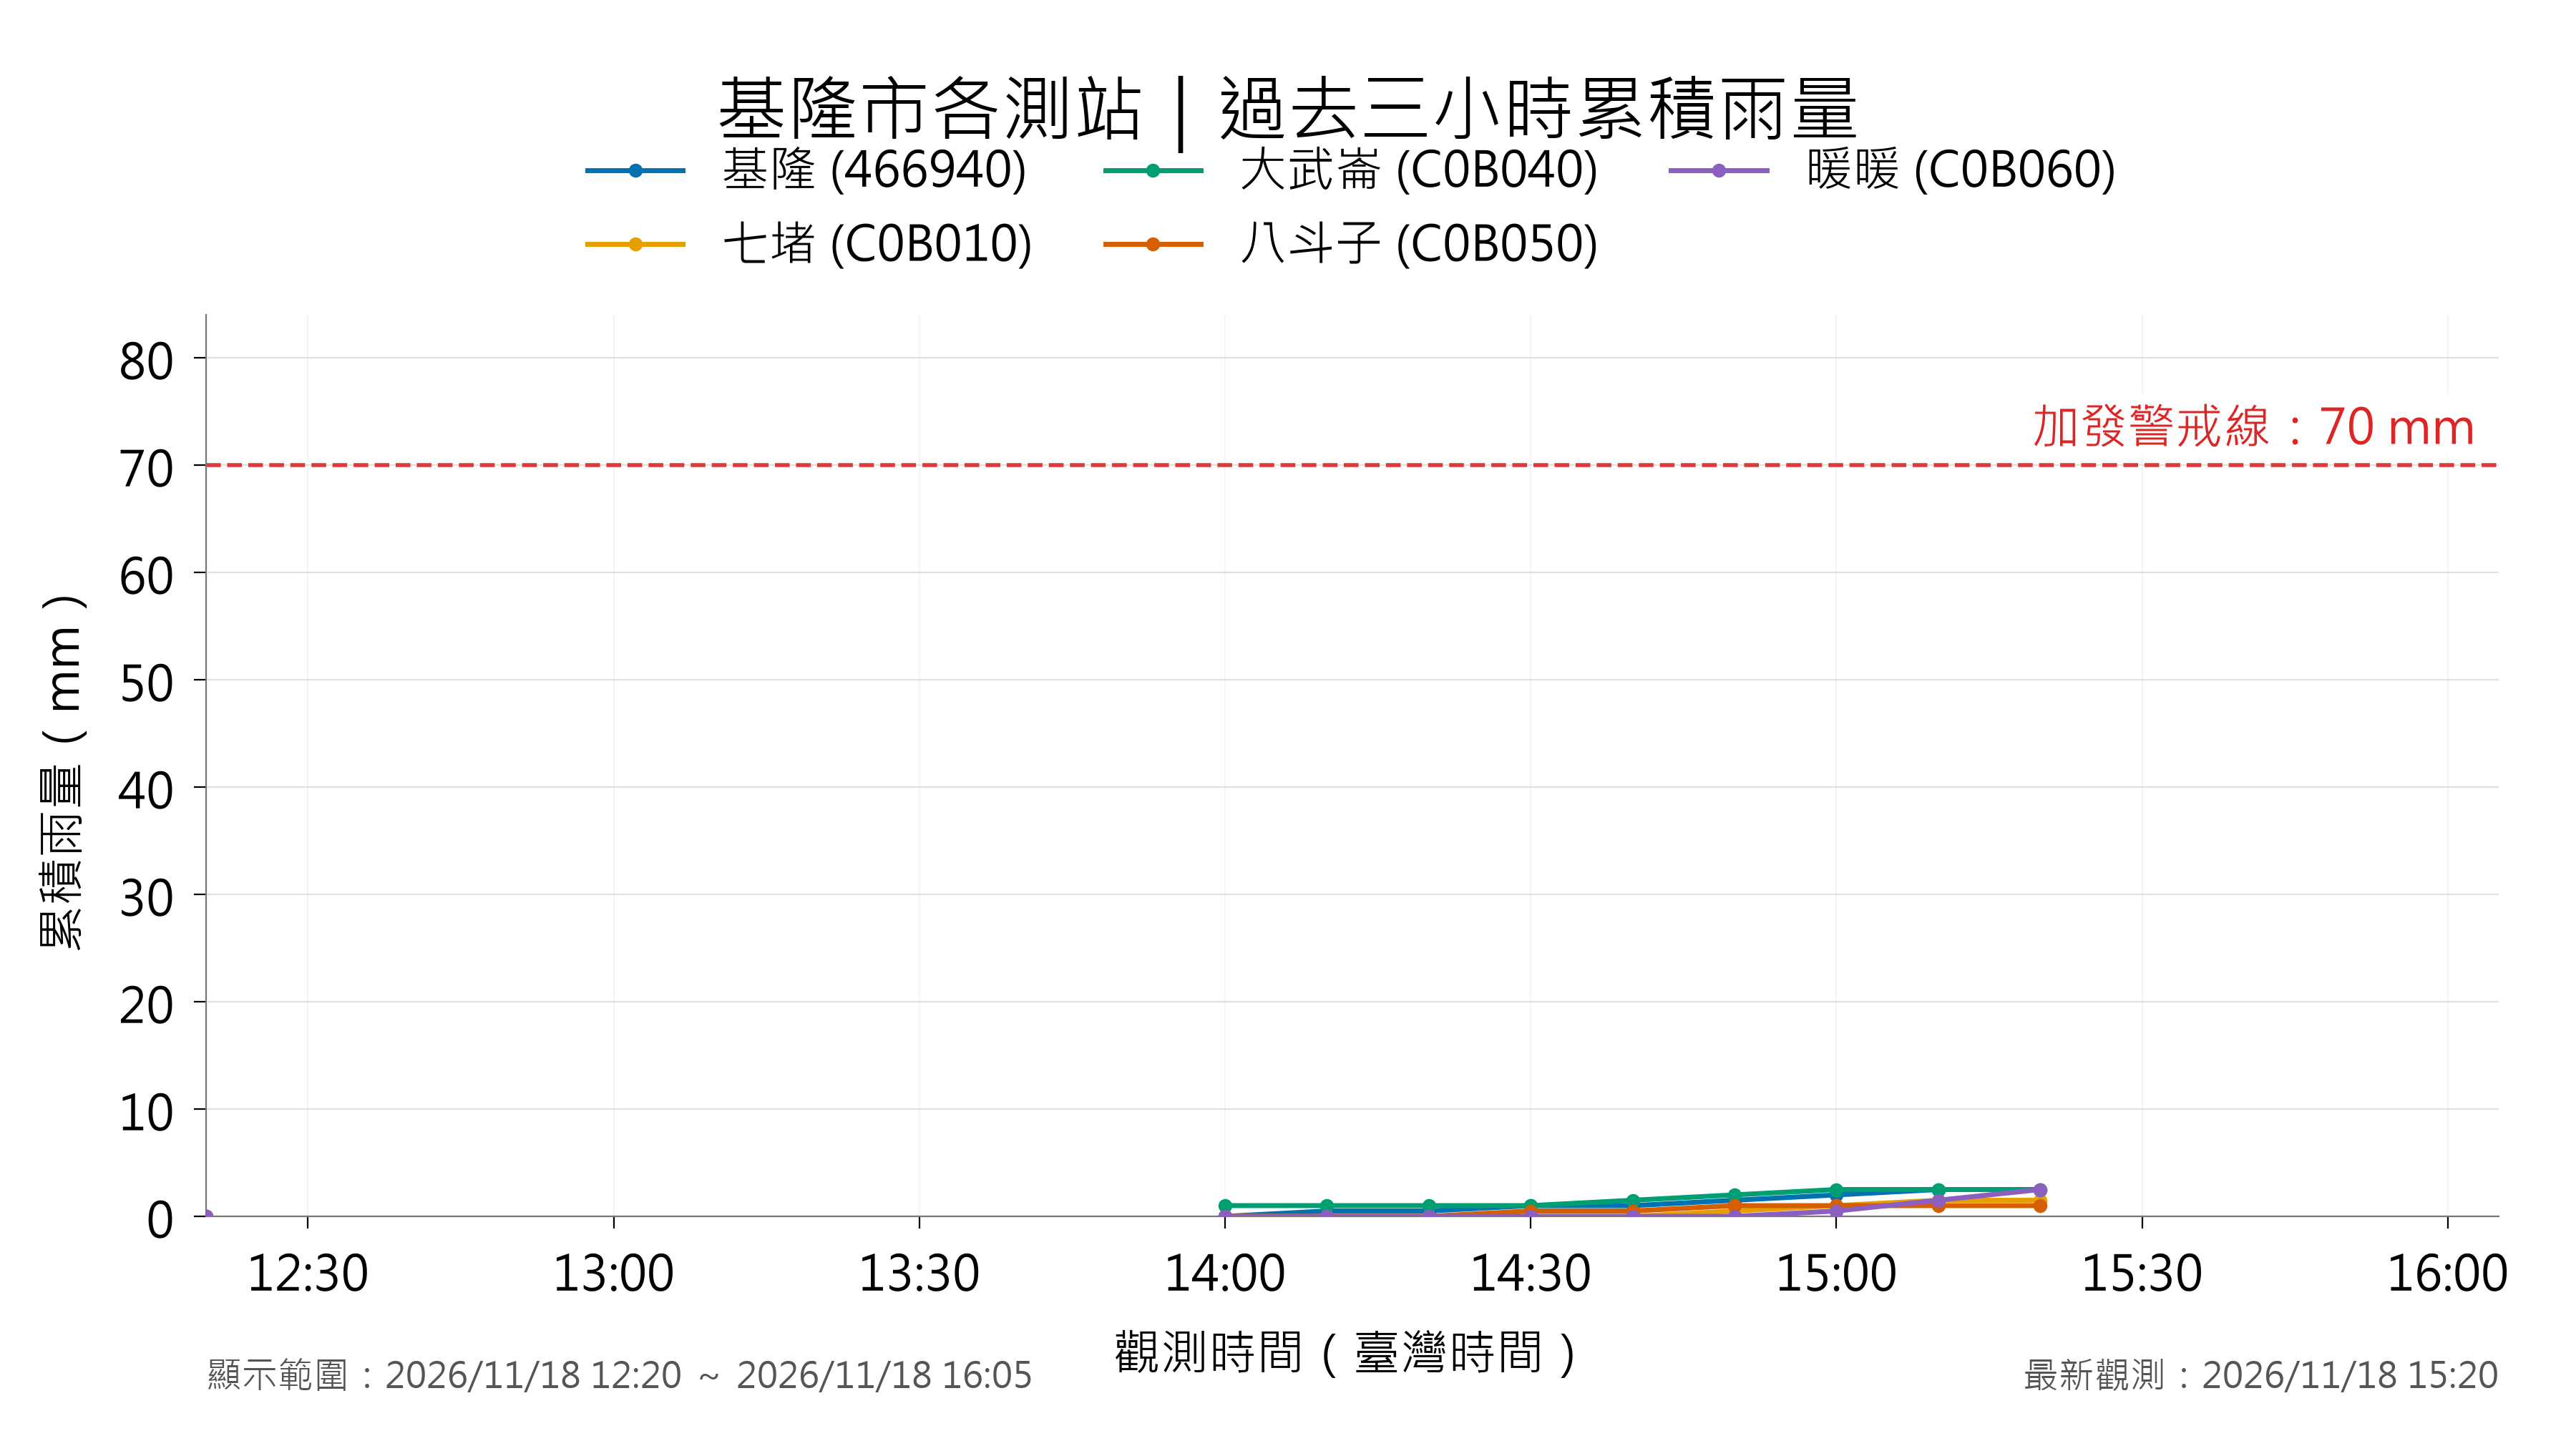 基隆市各測站｜過去三小時累積雨量
基隆 (466940)
大武崙 (C0B040)
暖暖 (C0B060)
七堵 (C0B010)
八斗子 (C0B050)
80
加發警戒線：70 mm
70
60
50
40
30
20
10
0
累積雨量（mm）
12:30 13:00 13:30 14:00 14:30 15:00 15:30 16:00
觀測時間（臺灣時間）
顯示範圍：2026/11/18 12:20 ~ 2026/11/18 16:05
最新觀測：2026/11/18 15:20